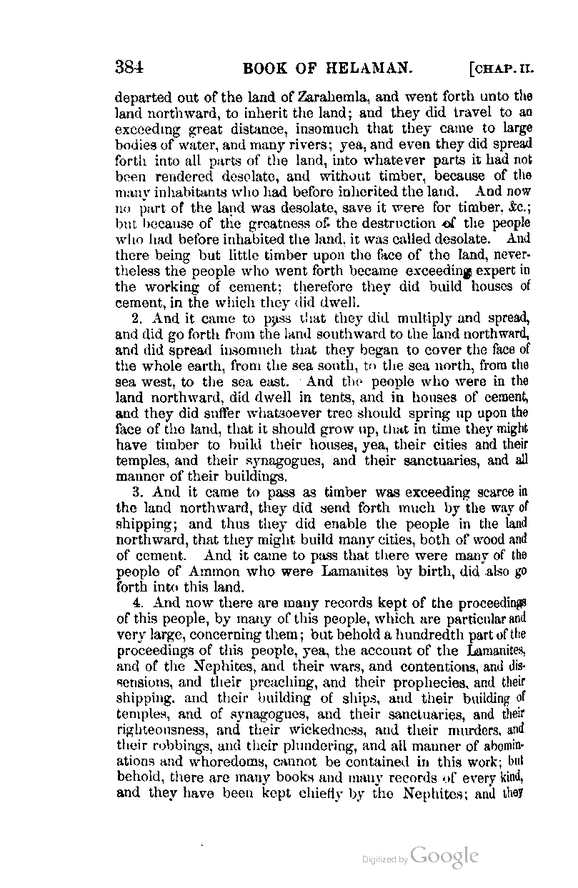 384 BOOK OF HELAMAN. [CHAP. II.
departed out of the land of Zarahemla, and went forth unto the
land northward, to inherit the land; and they did travel to an
exceeding great distance, insomuch that they came to large
bodies of water, and many rivers; yea, and even they did spread
forth into all parts of the land, into whatever parts it had not
been rendered desolate, and without timber, because of the
many inhabitants who had before inherited the land. And now
no part of the land was desolate, save it were for timber, &c.;
but because of the greatness of the destruction of the people
who had before inhabited the land, it was called desolate. And
there being but little timber upon the face of the land, never-
theless the people who went forth became exceeding expert in
the working of cement; therefore they did build houses of
cement, in the which they did dwell.
2. And it came to pass that they did multiply and spread,
and did go forth from the land southward to the land northward,
and did spread insomuch that they began to cover the face of
the whole earth, from the sea south, to the sea north, from the
sea west, to the sea east. And the people who were in the
land northward, did dwell in tents, and in houses of cement,
and they did suffer whatsoever tree should spring up upon the
face of the land, that it should grow up, that in time they might
have timber to build their houses, yea, their cities and their
temples, and their synagogues, and their sanctuaries, and all
manner of their buildings.
3. And it came to pass as timber was exceeding scarce in
the land northward, they did send forth much by the way of
shipping; and thus they did enable the people in the land
northward, that they might build many cities, both of wood and
of cement. And it came to pass that there were many of the
people of Ammon who were Lamanites by birth, did also go
forth into this land.
4. And now there are many records kept of the proceedings
of this people, by many of this people, which are particular and
very large, concerning them; but behold a hundredth part of the
proceedings of this people, yea, the account of the Lamanites,
and of the Nephites, and their wars, and contentions, and dis-
sensions, and their preaching, and their prophecies, and their
shipping, and their building of ships, and their building of
temples, and of synagogues, and their sanctuaries, and their
righteousness, and their wickedness, and their murders, and
their robbings, and their plundering, and all manner of abomin-
ations and whoredoms, cannot be contained in this work; but
behold, there are many books and many records of every kind,
and they have been kept chiefly by the Nephites; and they
Digitized by Google